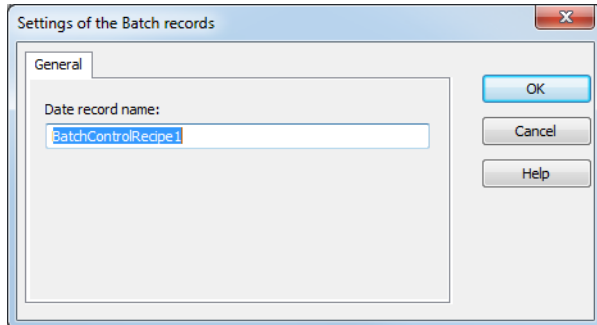 Settings of the Batch records
General
Date record name:
BatchControlRecipe1
OK
Cancel
Help